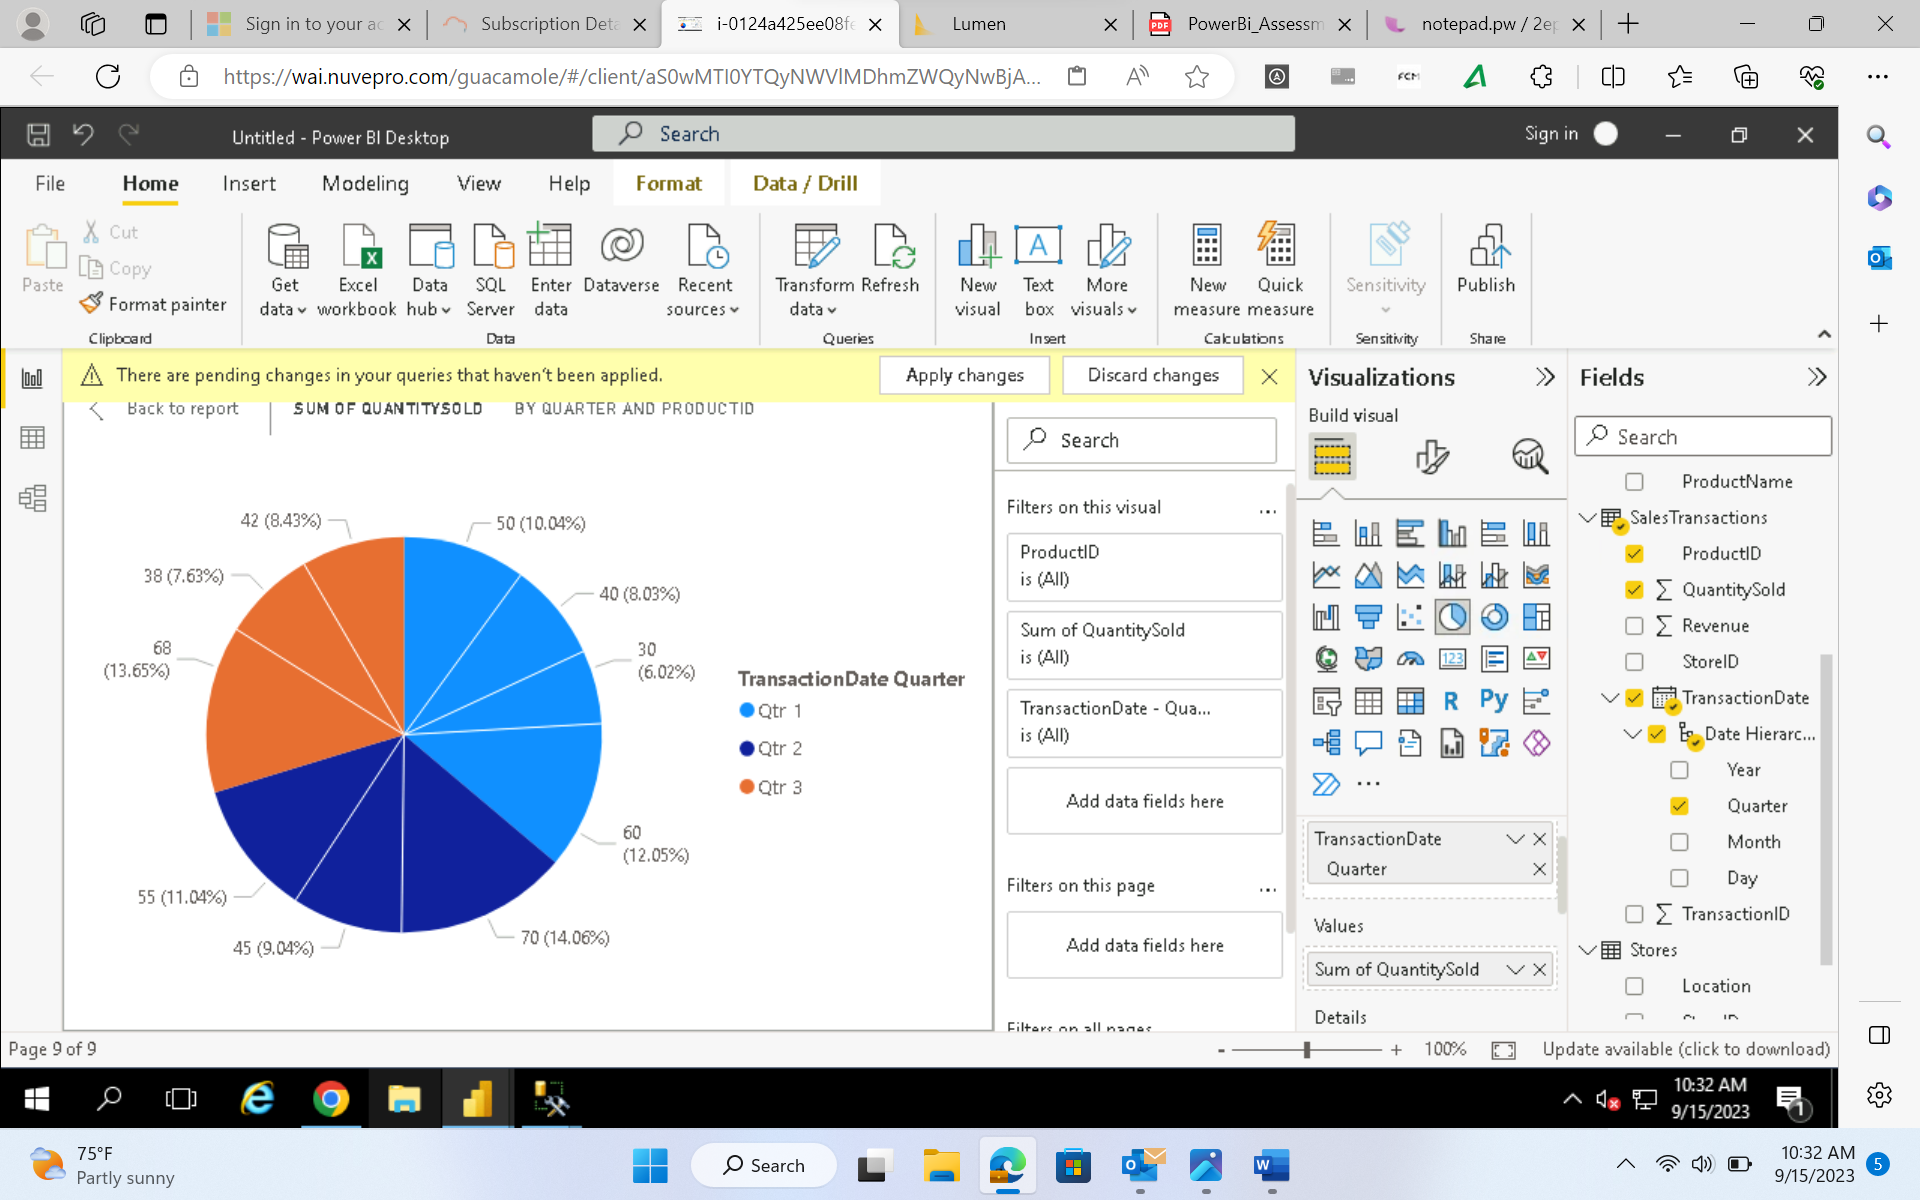 Sign in to your ac
Subscription Deta
i-0124a425ee08fe
Lumen
PDF
PowerBi_Assessm
notepad.pw / 2ep
https://wai.nuvepro.com/guacamole/#/client/aS0wMTI0YTQyNWVlMDhmZWQyNwBjA...
FCM
Untitled - Power BI Desktop
Search
Sign in
File
Home
Insert
Modeling
View
Help
Format
Data / Drill
Paste
Cut
Copy
Format painter
Clipboard
Get data
Excel workbook
Data hub
SQL Server
Enter data
Dataverse
Recent sources
Data
Transform data
Refresh
Queries
New visual
Text box
More visuals
Insert
New measure
Quick measure
Calculations
Sensitivity
Sensitivity
Publish
Share
There are pending changes in your queries that haven't been applied.
Apply changes
Discard changes
Back to report
SUM OF QUANTITYSOLD
BY QUARTER AND PRODUCTID
42 (8.43%)
50 (10.04%)
38 (7.63%)
40 (8.03%)
68
(13.65%)
30
(6.02%)
60
(12.05%)
55 (11.04%)
45 (9.04%)
70 (14.06%)
TransactionDate Quarter
Qtr 1
Qtr 2
Qtr 3
Search
Filters on this visual
...
ProductID
is (All)
Sum of QuantitySold
is (All)
TransactionDate - Qua...
is (All)
Add data fields here
Filters on this page
...
Add data fields here
Filters on all pages
Visualizations
Build visual
123
R
Py
...
TransactionDate
Quarter
Values
Sum of QuantitySold
Details
Fields
Search
ProductName
SalesTransactions
ProductID
QuantitySold
Revenue
StoreID
TransactionDate
Date Hierarc...
Year
Quarter
Month
Day
TransactionID
Stores
Location
Page 9 of 9
- + 100%
Update available (click to download)
10:32 AM
9/15/2023
1
75°F
Partly sunny
Search
10:32 AM
9/15/2023
5